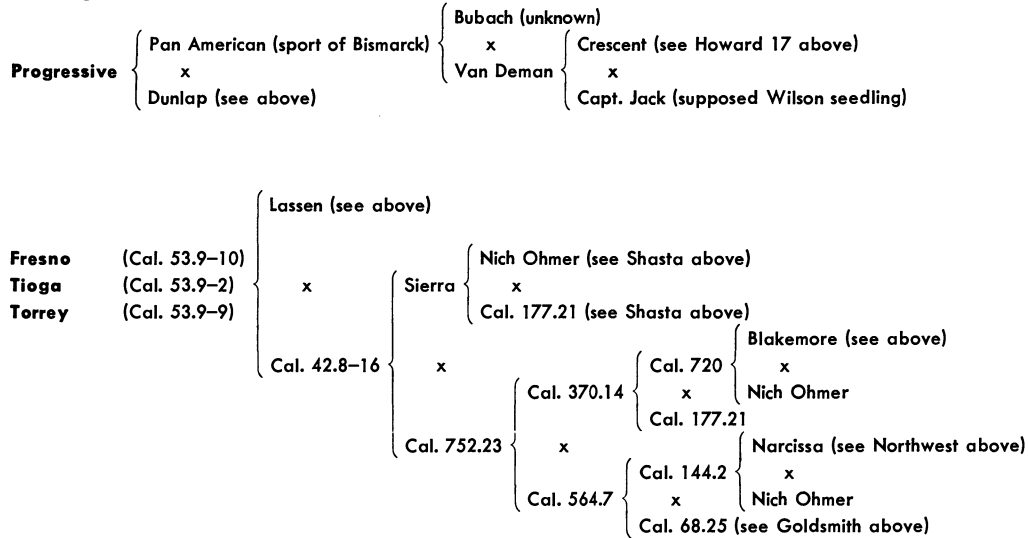 Bubach (unknown)
Pan American (sport of Bismarck) x Crescent (see Howard 17 above)
Progressive x Van Deman x
Dunlap (see above) Capt. Jack (supposed Wilson seedling)
Lassen (see above)
Fresno (Cal. 53.9–10) Nich Ohmer (see Shasta above)
Tioga (Cal. 53.9–2) x Sierra x
Torrey (Cal. 53.9–9) Cal. 177.21 (see Shasta above)
Blakemore (see above)
Cal. 42.8–16 x Cal. 720 x
Cal. 370.14 x Nich Ohmer
Cal. 177.21
Cal. 752.23 x Narcissa (see Northwest above)
Cal. 144.2 x
Cal. 564.7 x Nich Ohmer
Cal. 68.25 (see Goldsmith above)